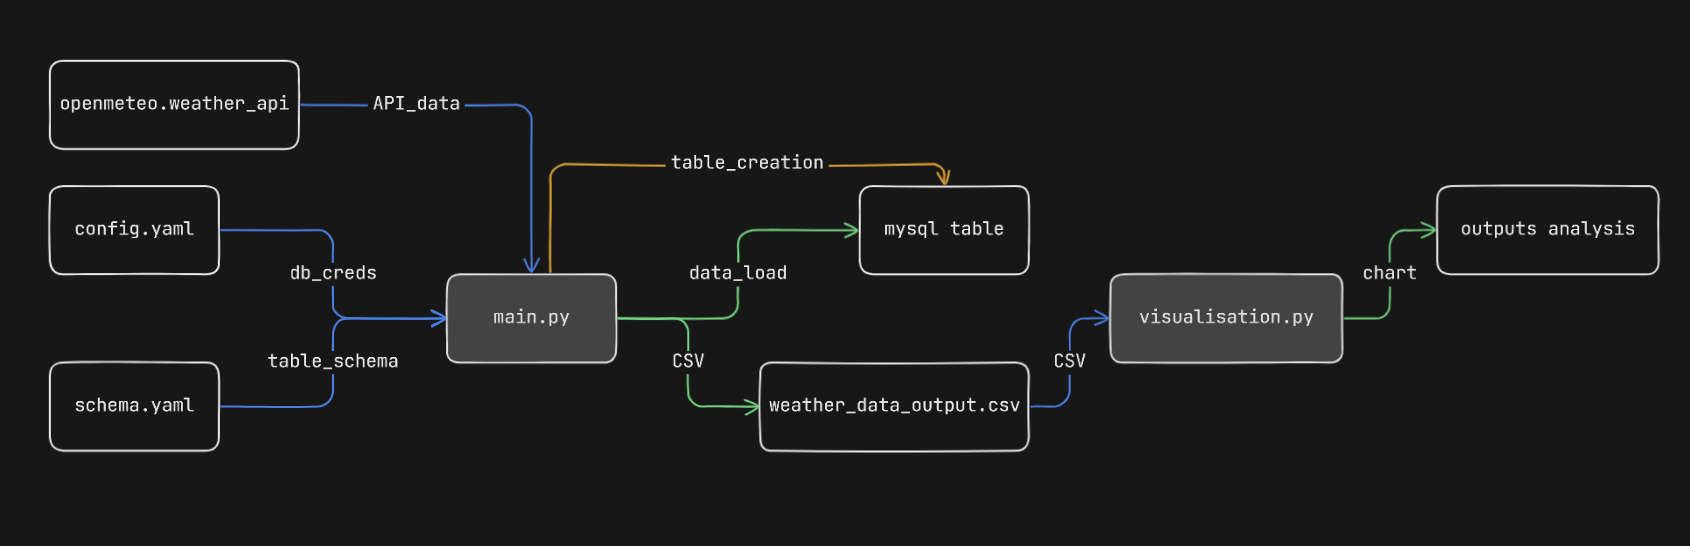 openmeteo.weather_api
API_data
table_creation
config.yaml
mysql table
outputs analysis
db_creds
data_load
chart
main.py
visualisation.py
table_schema
CSV
CSV
schema.yaml
weather_data_output.csv